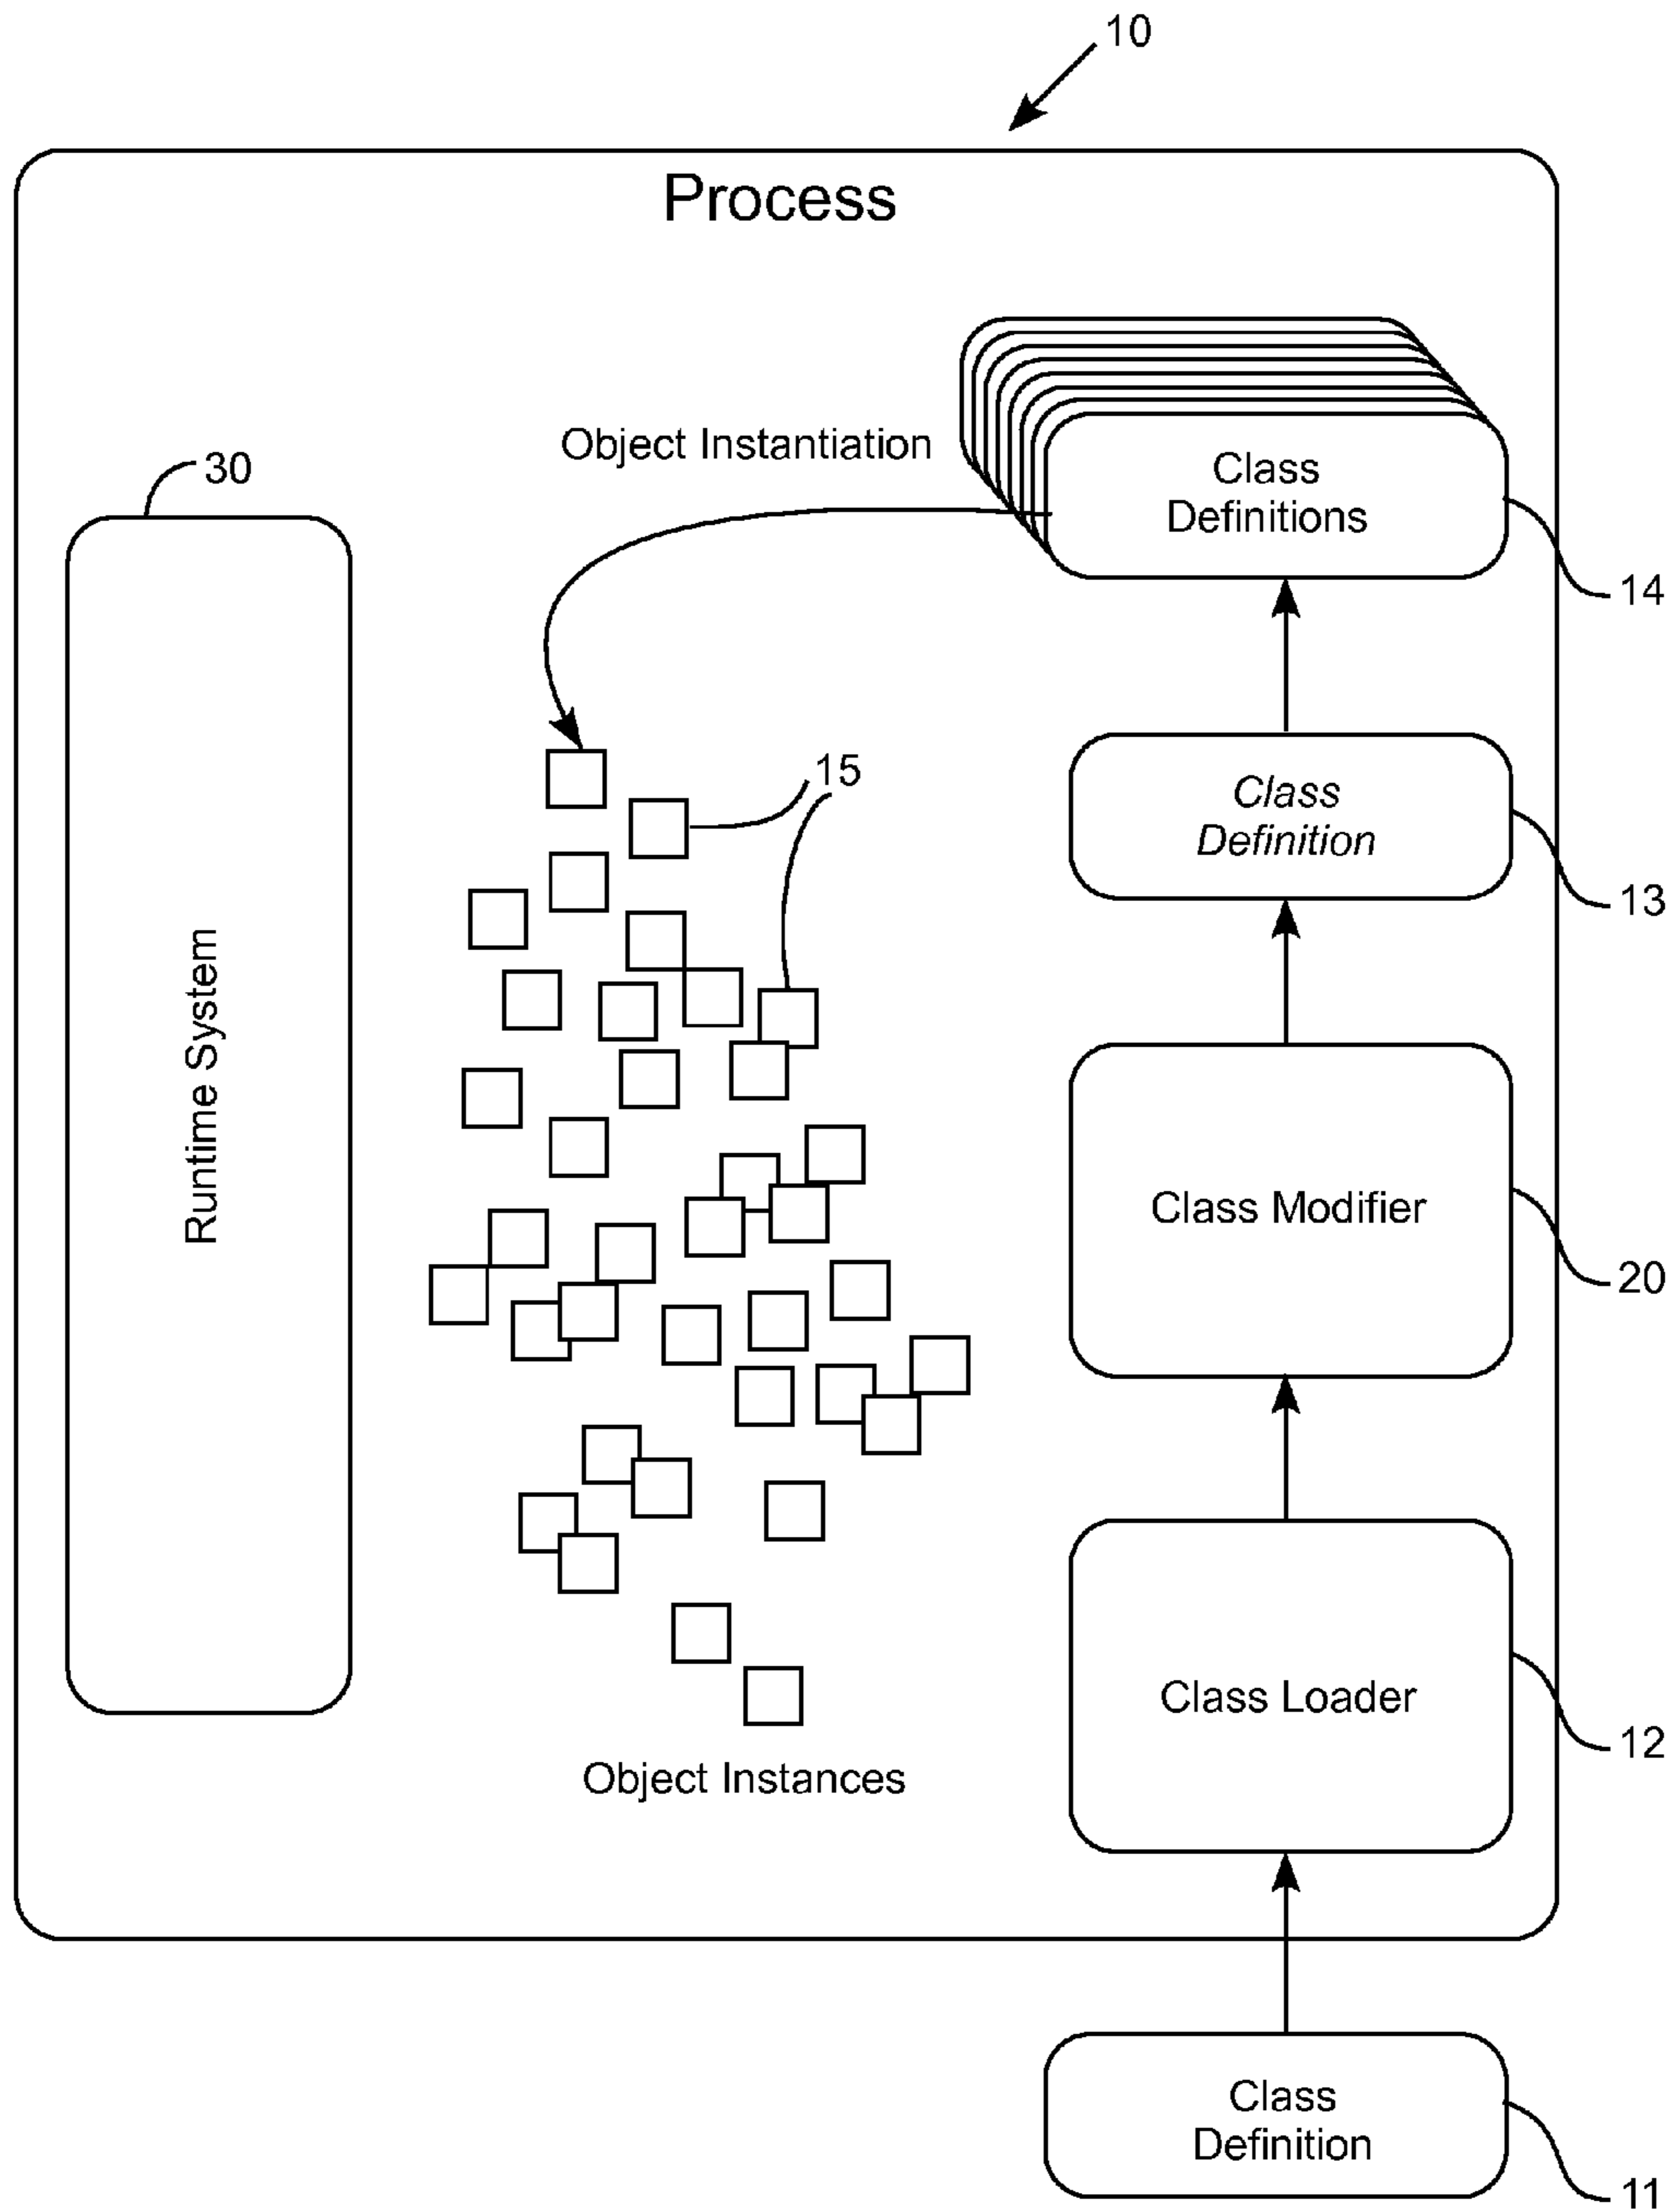 10
Process
Object Instantiation
Class
Definitions
30
14
15
Class
Definition
13
Runtime System
Class Modifier
20
Class Loader
12
Object Instances
Class
Definition
11